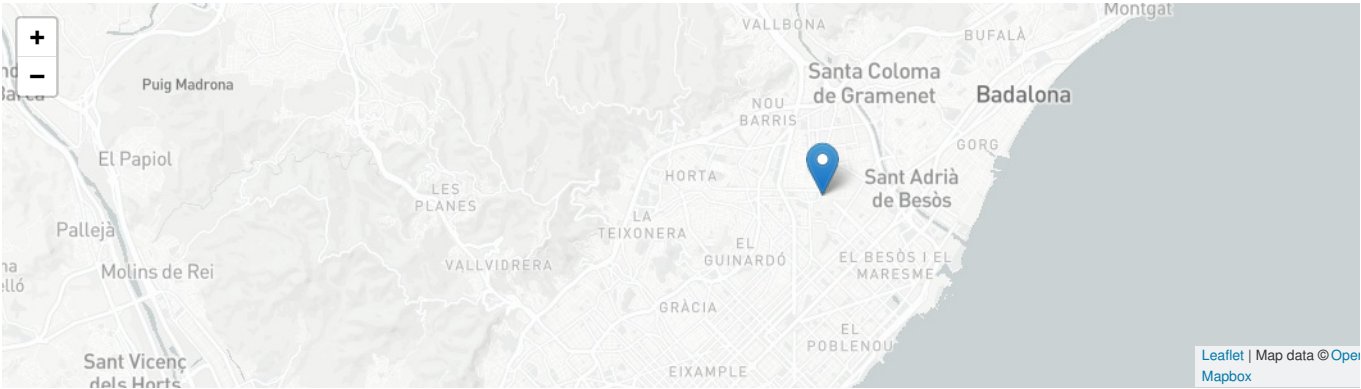 +
−
Montgat
VALLBONA
BUFALÀ
Puig Madrona
Santa Coloma
de Gramenet
Badalona
NOU
BARRIS
GORG
El Papiol
HORTA
Sant Adrià
de Besòs
LES
PLANES
LA
TEIXONERA
Pallejà
EL
GUINARDÓ
EL BESÒS I EL
MARESME
Molins de Rei
VALLVIDRERA
GRÀCIA
EL
POBLENOU
Sant Vicenç
dels Horts
EIXAMPLE
Leaflet | Map data © Oper
Mapbox